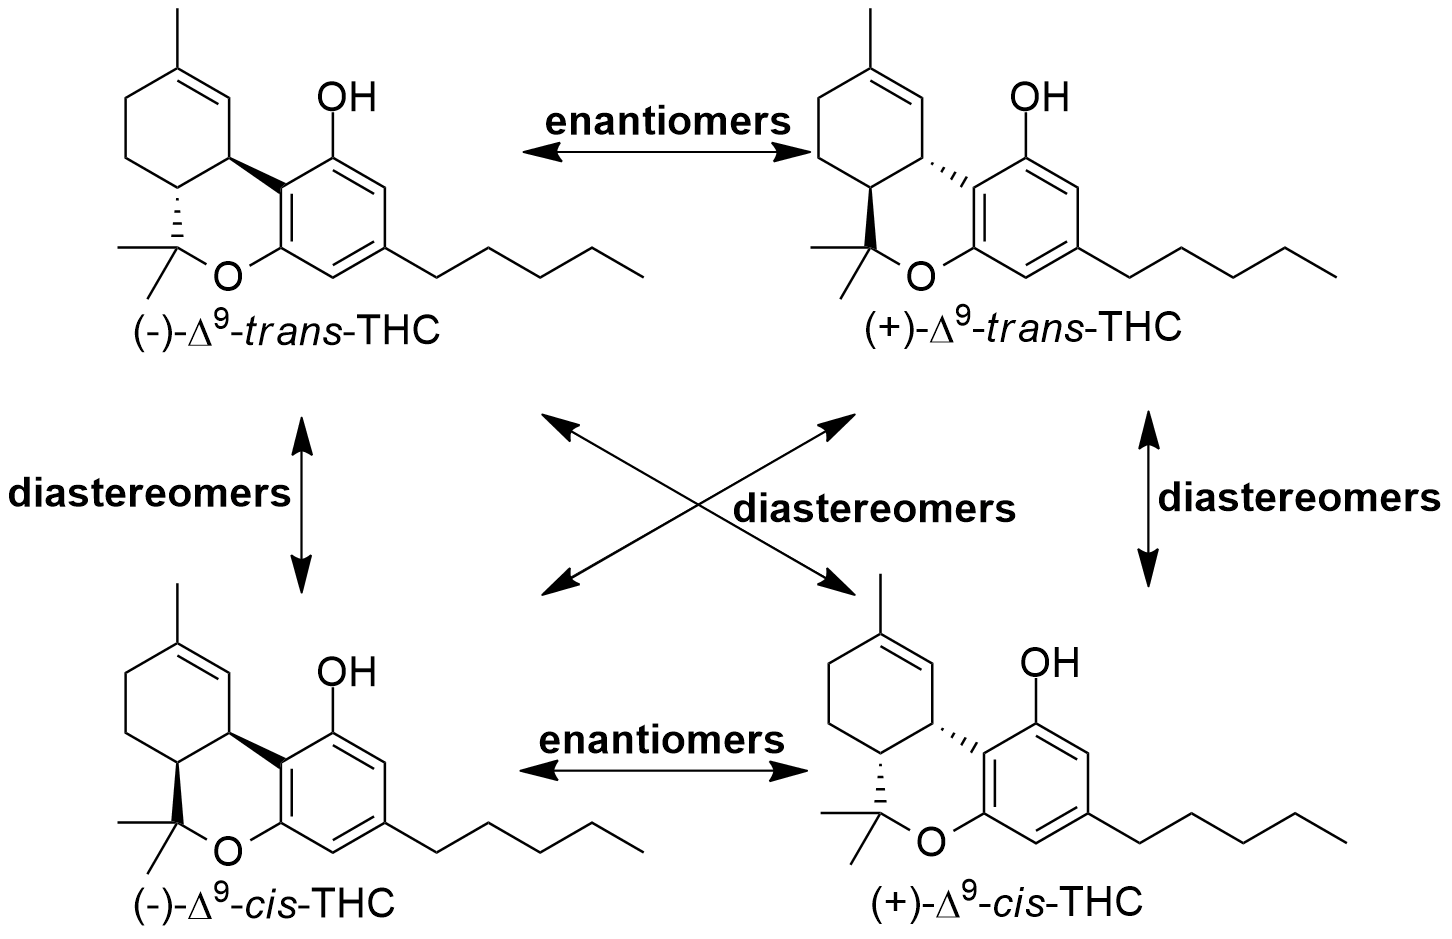 OH
O
(-)-Δ⁹-trans-THC
enantiomers
OH
O
(+)-Δ⁹-trans-THC
diastereomers
diastereomers
diastereomers
OH
O
(-)-Δ⁹-cis-THC
enantiomers
OH
O
(+)-Δ⁹-cis-THC